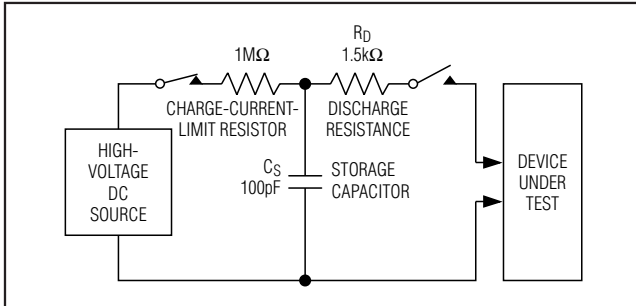 1MΩ
CHARGE-CURRENT-
LIMIT RESISTOR
R_D
1.5kΩ
DISCHARGE
RESISTANCE
HIGH-
VOLTAGE
DC
SOURCE
C_S
100pF
STORAGE
CAPACITOR
DEVICE
UNDER
TEST